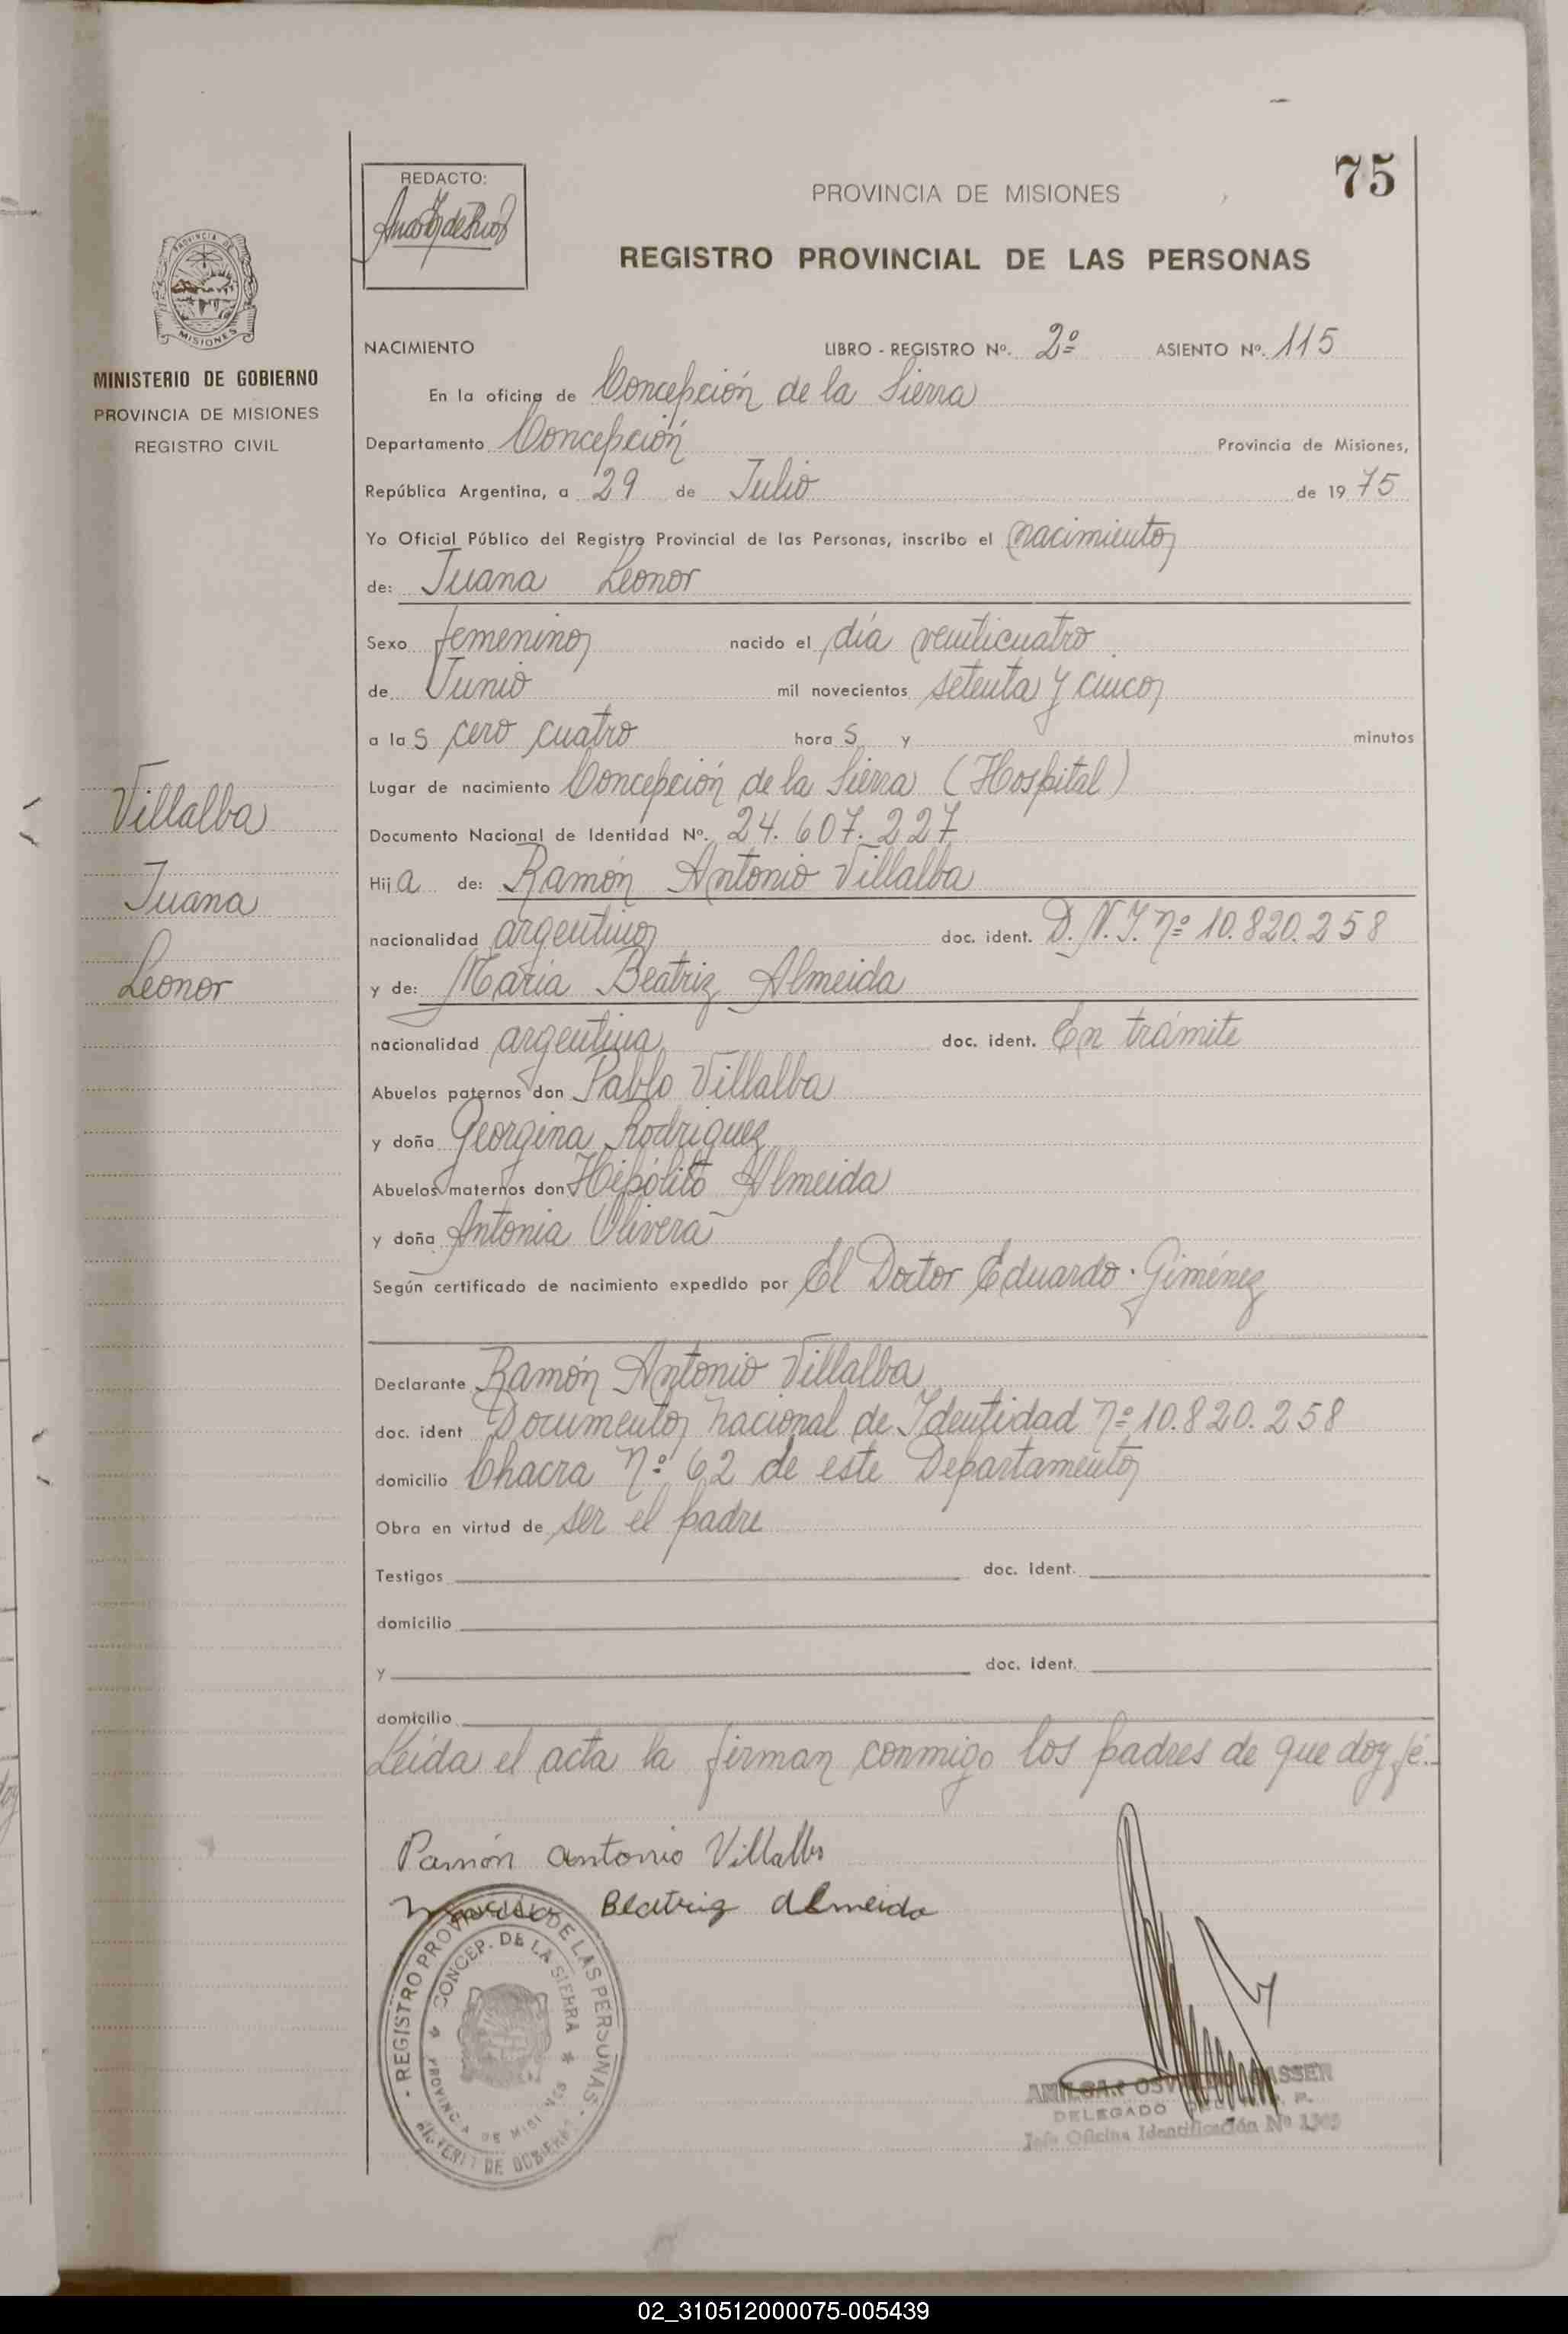 75
REDACTO:
PROVINCIA DE MISIONES
REGISTRO PROVINCIAL DE LAS PERSONAS
MISIONES
MINISTERIO DE GOBIERNO
PROVINCIA DE MISIONES
REGISTRO CIVIL
NACIMIENTO LIBRO - REGISTRO Nº. 2º ASIENTO Nº. 115
En la oficina de Concepción de la Sierra
Departamento Concepción Provincia de Misiones,
República Argentina, a 29 de Julio de 1975
Yo Oficial Público del Registro Provincial de las Personas, inscribo el nacimiento
de: Juana Leonor
Sexo femenino nacido el día veinticuatro
de Junio mil novecientos setenta y cinco
a las cero cuatro horas y minutos
Lugar de nacimiento Concepción de la Sierra (Hospital)
Documento Nacional de Identidad Nº. 24.607.227
Hija de: Ramón Antonio Villalba
nacionalidad argentino doc. ident. D.N.I. nº 10.820.258
y de: María Beatriz Almeida
nacionalidad argentina doc. ident. En trámite
Abuelos paternos don Pablo Villalba
y doña Georgina Rodriguez
Abuelos maternos don Hipólito Almeida
y doña Antonia Olivera
Según certificado de nacimiento expedido por El Doctor Eduardo Giménez
Villalba
Juana
Leonor
Declarante Ramón Antonio Villalba
doc. ident Documento nacional de Identidad nº 10.820.258
domicilio Chacra nº 62 de este Departamento
Obra en virtud de ser el padre
Testigos doc. ident.
domicilio
y doc. ident.
domicilio
Leída el acta la firman conmigo los padres de que doy fé.-
Ramón antonio Villalba
Maria Beatriz almeida
- REGISTRO PROVINCIAL DE LAS PERSONAS -
CONCEP. DE LA SIERRA
PROVINCIA DE MISIONES
DELEGADO
Jefe Oficina Identificación Nº
02_310512000075-005439